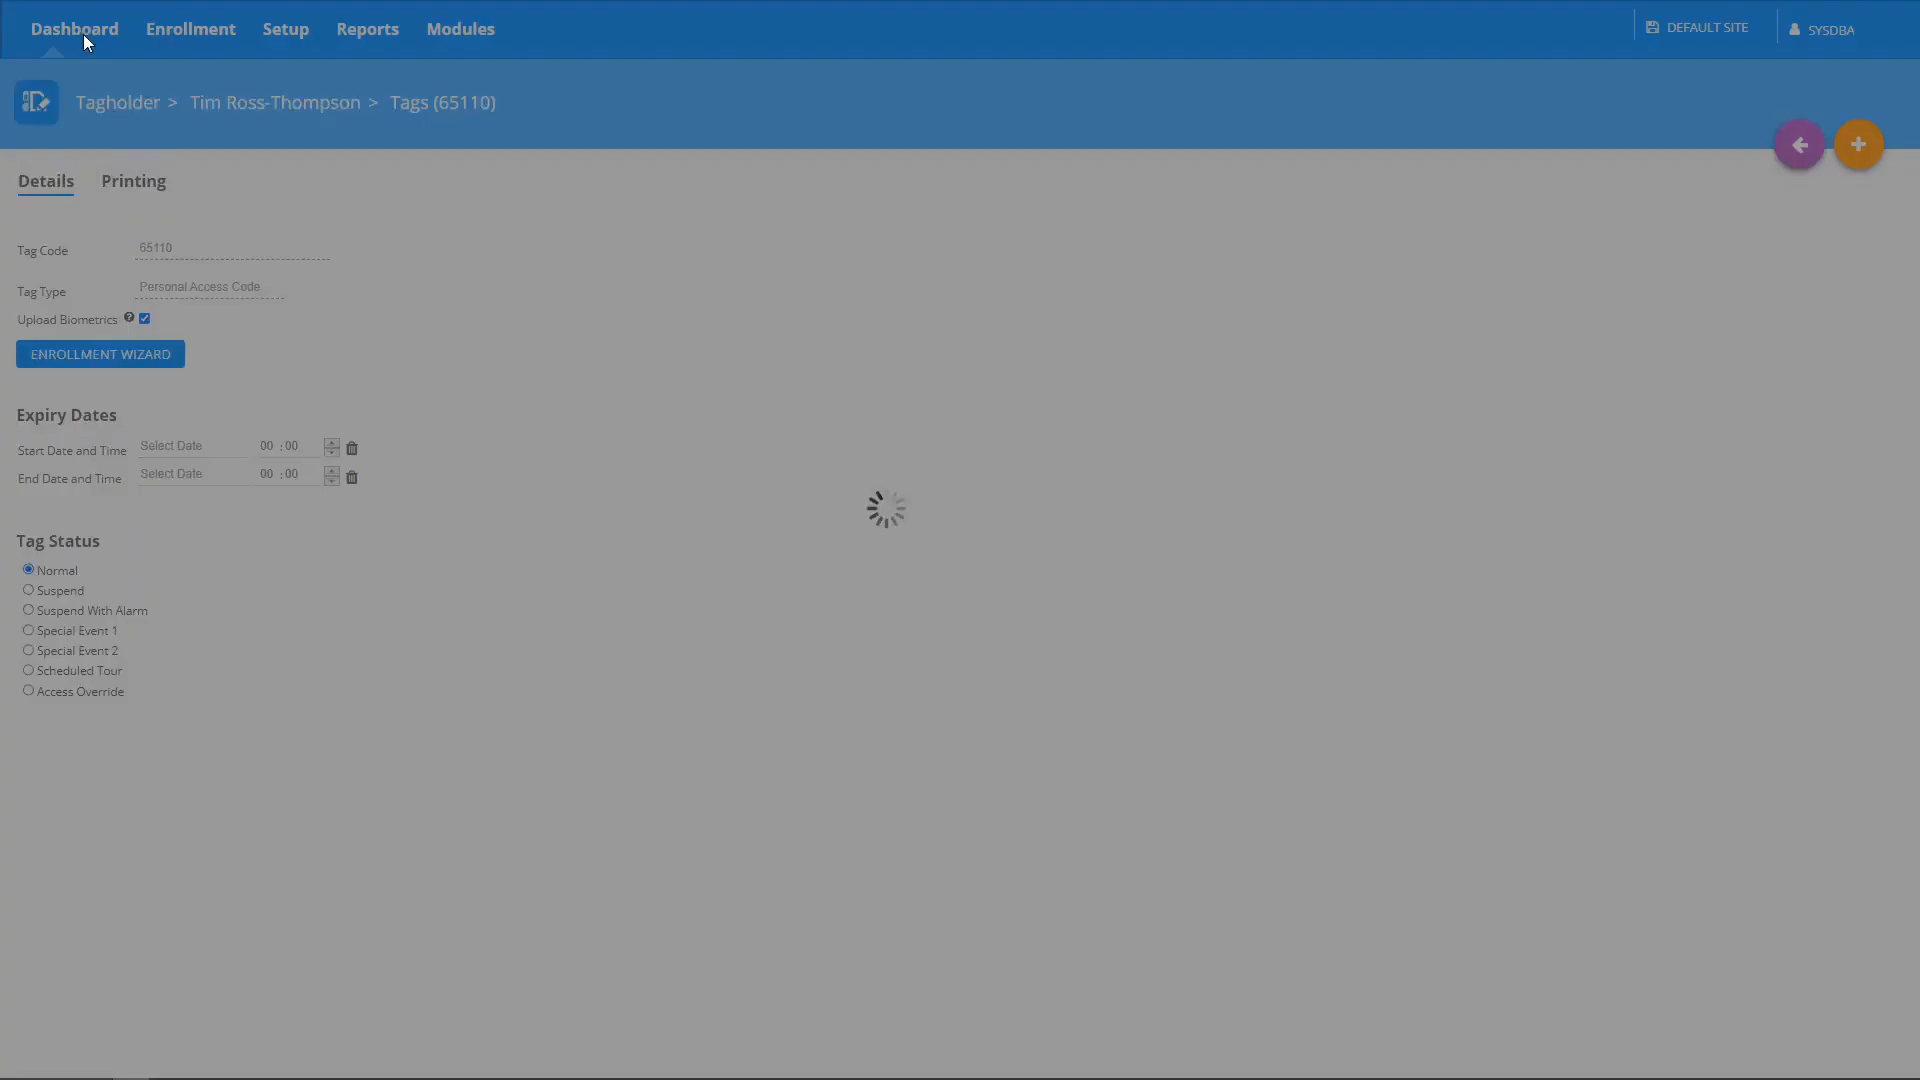 Dashboard Enrollment Setup Reports Modules DEFAULT SITE SYSDBA
Tagholder > Tim Ross-Thompson > Tags (65110)
Details Printing
Tag Code 65110
Tag Type Personal Access Code
Upload Biometrics
ENROLLMENT WIZARD
Expiry Dates
Start Date and Time Select Date 00 : 00
End Date and Time Select Date 00 : 00
Tag Status
Normal
Suspend
Suspend With Alarm
Special Event 1
Special Event 2
Scheduled Tour
Access Override